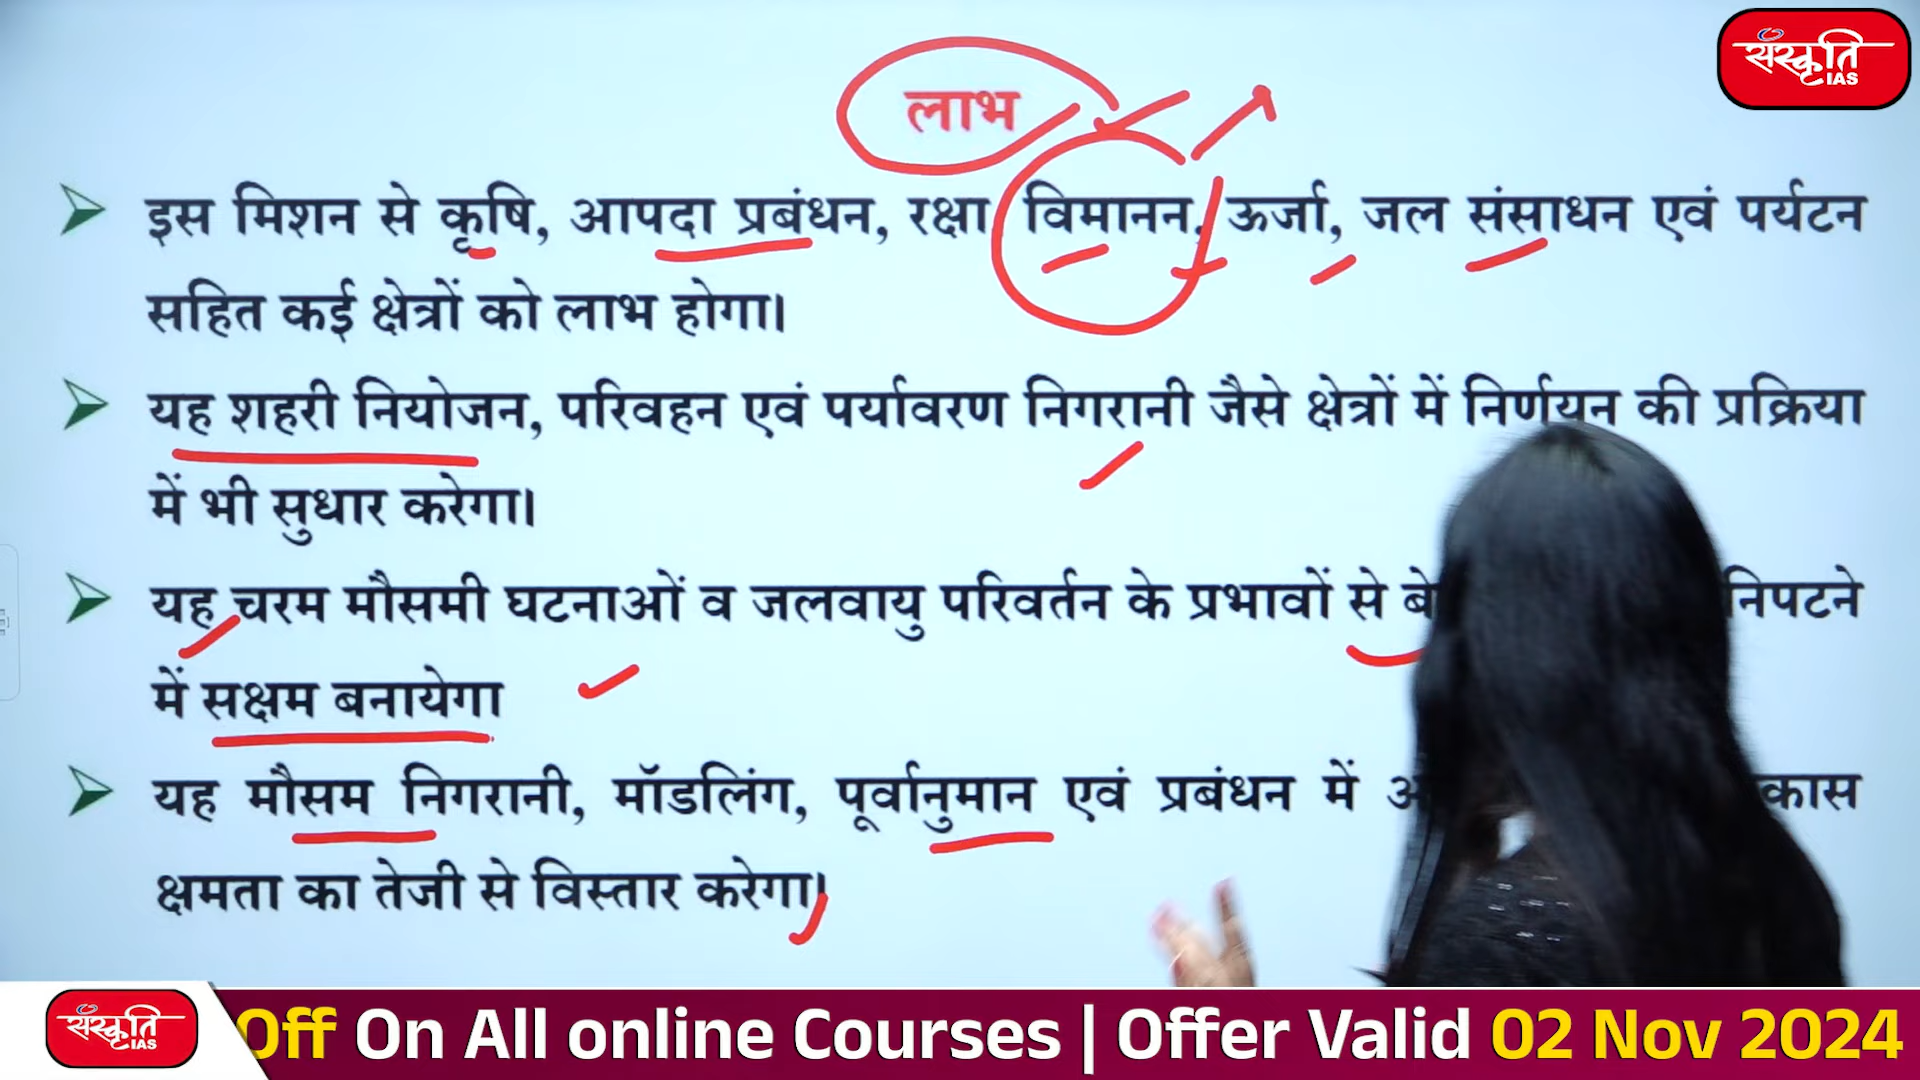 संस्कृति
IAS
लाभ
इस मिशन से कृषि, आपदा प्रबंधन, रक्षा विमानन, ऊर्जा, जल संसाधन एवं पर्यटन
सहित कई क्षेत्रों को लाभ होगा।
यह शहरी नियोजन, परिवहन एवं पर्यावरण निगरानी जैसे क्षेत्रों में निर्णयन की प्रक्रिया
में भी सुधार करेगा।
यह चरम मौसमी घटनाओं व जलवायु परिवर्तन के प्रभावों से निपटने
में सक्षम बनायेगा
यह मौसम निगरानी, मॉडलिंग, पूर्वानुमान एवं प्रबंधन में
क्षमता का तेजी से विस्तार करेगा।
संस्कृति
IAS
Off On All online Courses | Offer Valid 02 Nov 2024